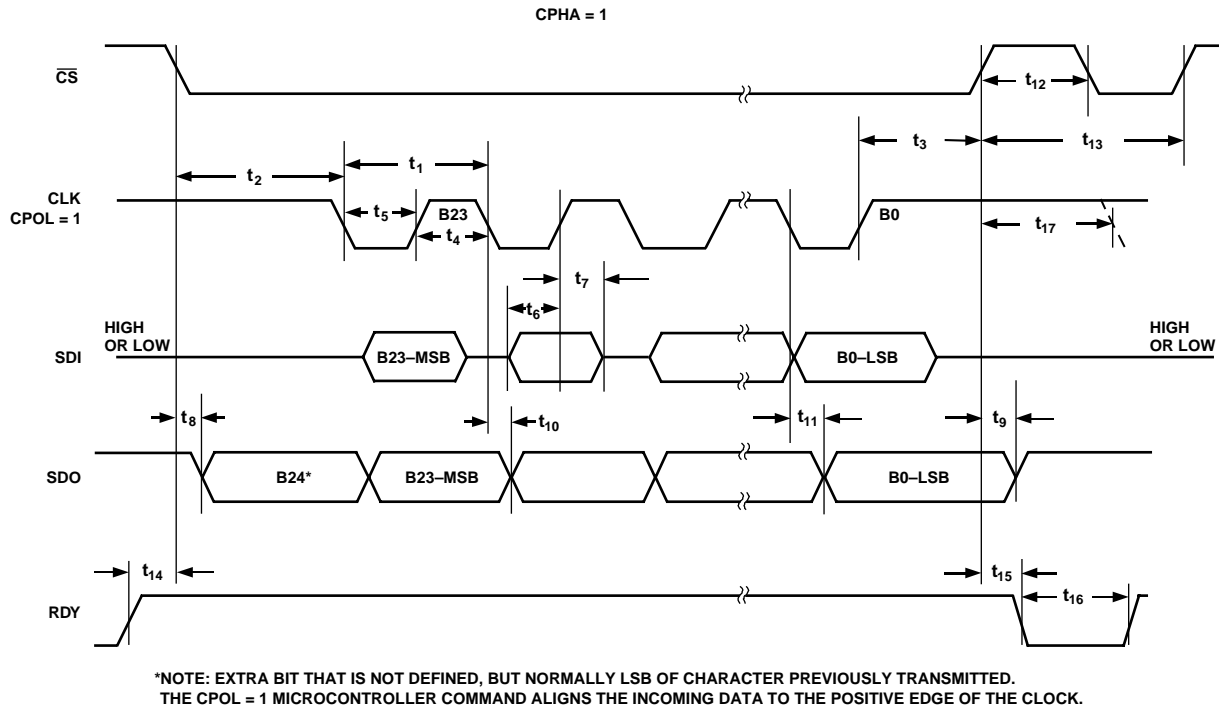 CPHA = 1
CS
t12
t3
t13
t1
t2
CLK
CPOL = 1
t5
B23
t4
B0
t17
t7
t6
HIGH
OR LOW
SDI
B23–MSB
B0–LSB
HIGH
OR LOW
t8
t10
t11
t9
SDO
B24*
B23–MSB
B0–LSB
t14
t15
t16
RDY
*NOTE: EXTRA BIT THAT IS NOT DEFINED, BUT NORMALLY LSB OF CHARACTER PREVIOUSLY TRANSMITTED.
THE CPOL = 1 MICROCONTROLLER COMMAND ALIGNS THE INCOMING DATA TO THE POSITIVE EDGE OF THE CLOCK.